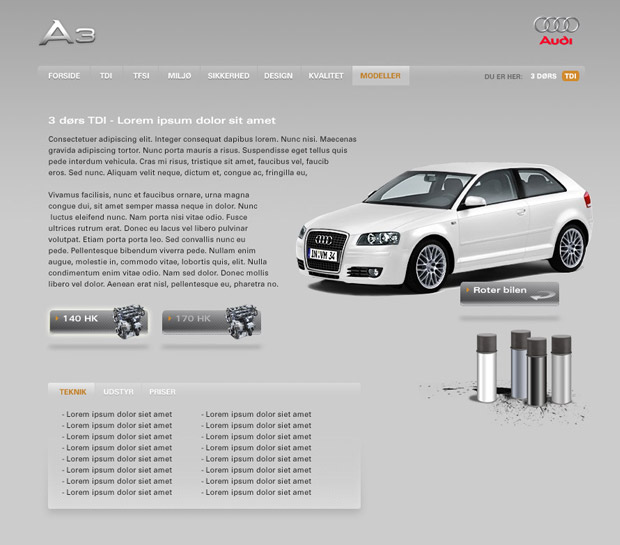 A3
Audi
FORSIDE TDI TFSI MILJØ SIKKERHED DESIGN KVALITET MODELLER DU ER HER: 3 DØRS TDI
3 dørs TDI - Lorem ipsum dolor sit amet
Consectetuer adipiscing elit. Integer consequat dapibus lorem. Nunc nisi. Maecenas
gravida adipiscing tortor. Nunc porta mauris a risus. Suspendisse eget tellus quis
pede interdum vehicula. Cras mi risus, tristique sit amet, faucibus vel, faucib
eros. Sed nunc. Aliquam velit neque, dictum et, congue ac, fringilla eu,
Vivamus facilisis, nunc et faucibus ornare, urna magna
congue dui, sit amet semper massa neque in dolor. Nunc
luctus eleifend nunc. Nam porta nisi vitae odio. Fusce
ultrices rutrum erat. Donec eu lacus vel libero pulvinar
volutpat. Etiam porta porta leo. Sed convallis nunc eu
pede. Pellentesque bibendum viverra pede. Nullam enim
augue, molestie in, commodo vitae, lobortis quis, elit. Nulla
condimentum enim vitae odio. Nam sed dolor. Donec mollis
libero vel dolor. Aenean erat nisl, pellentesque eu, pharetra no.
IN·VM 34
Roter bilen
140 HK 170 HK
TEKNIK UDSTYR PRISER
- Lorem ipsum dolor siet amet - Lorem ipsum dolor siet amet
- Lorem ipsum dolor siet amet - Lorem ipsum dolor siet amet
- Lorem ipsum dolor siet amet - Lorem ipsum dolor siet amet
- Lorem ipsum dolor siet amet - Lorem ipsum dolor siet amet
- Lorem ipsum dolor siet amet - Lorem ipsum dolor siet amet
- Lorem ipsum dolor siet amet - Lorem ipsum dolor siet amet
- Lorem ipsum dolor siet amet - Lorem ipsum dolor siet amet
- Lorem ipsum dolor siet amet - Lorem ipsum dolor siet amet